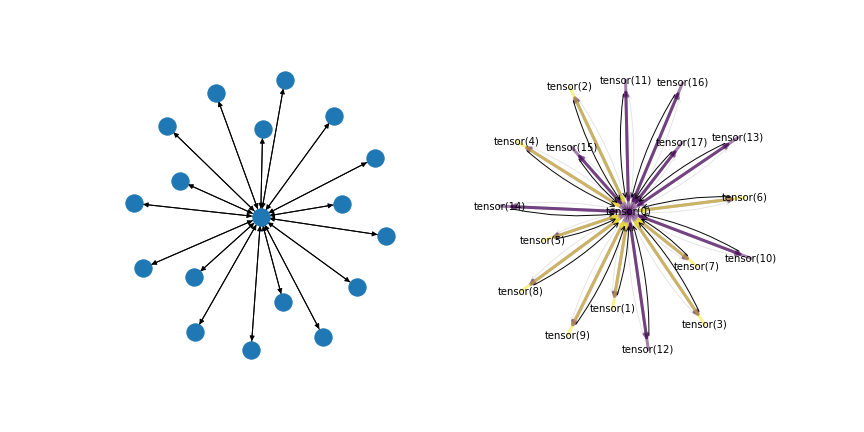 tensor(11)
tensor(16)
tensor(2)
tensor(4)
tensor(15)
tensor(17)
tensor(13)
tensor(6)
tensor(14)
tensor(0)
tensor(5)
tensor(10)
tensor(7)
tensor(8)
tensor(1)
tensor(3)
tensor(9)
tensor(12)